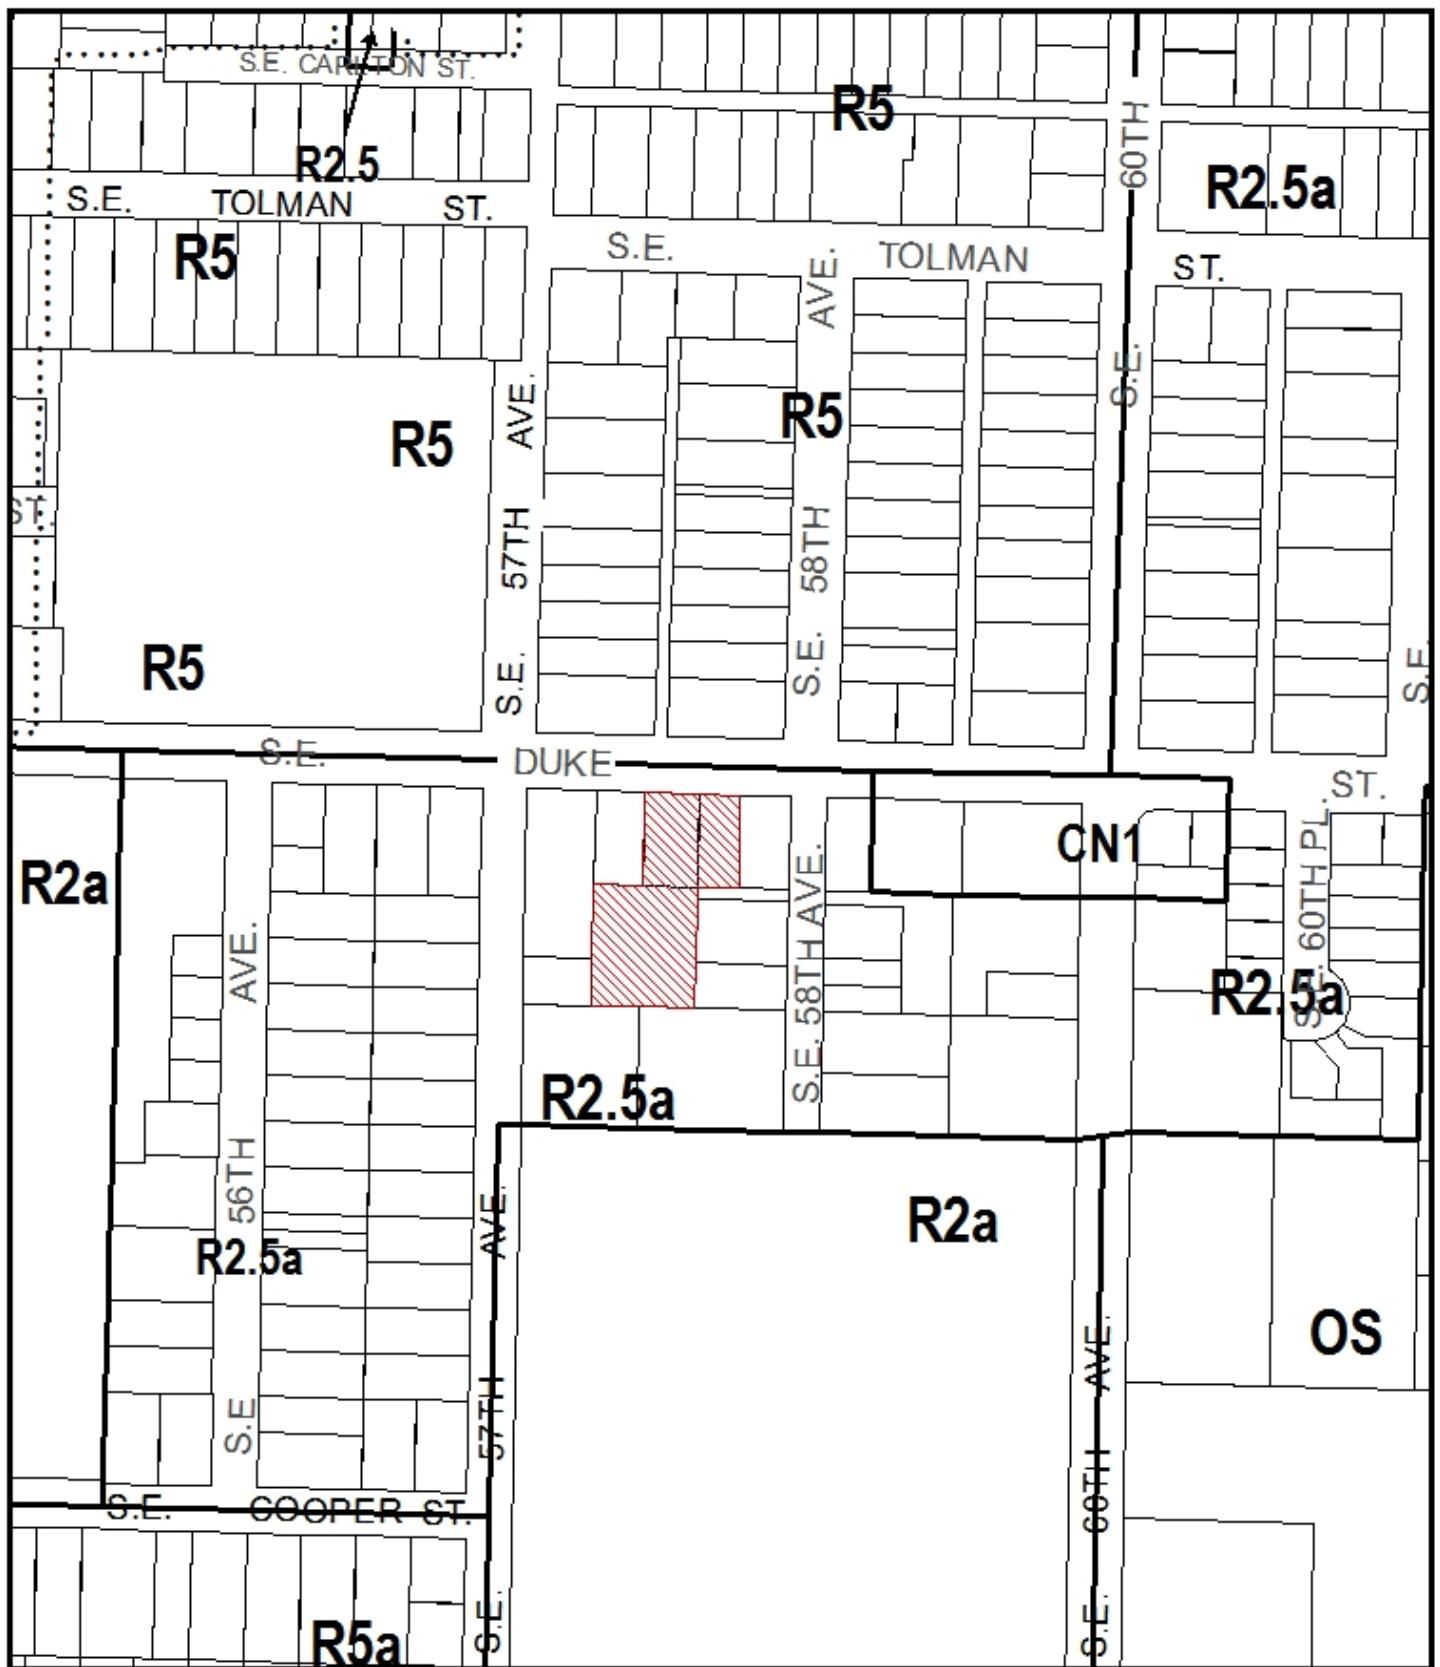 S.E. CARLTON ST.
R5
60TH
R2.5
R2.5a
S.E. TOLMAN ST.
R5
S.E. TOLMAN ST.
AVE.
S.E.
AVE.
R5
R5
ST.
57TH
58TH
S.E.
S.E.
R5
S.E.
S.E. DUKE ST.
CN1
R2a
S.E. 58TH AVE.
S.E. 60TH PL.
AVE.
R2.5a
R2.5a
56TH
AVE.
R2a
R2.5a
OS
AVE.
57TH
S.E
60TH
S.E. COOPER ST.
S.E.
S.E.
R5a